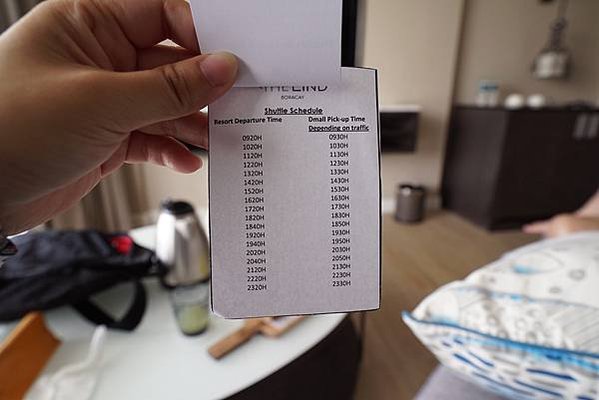 THE LIND
BORACAY
Shuttle Schedule
Resort Departure Time Dmall Pick-up Time
Depending on traffic
0920H 0930H
1020H 1030H
1120H 1130H
1220H 1230H
1320H 1330H
1420H 1430H
1520H 1530H
1620H 1630H
1720H 1730H
1820H 1830H
1840H 1850H
1920H 1930H
1940H 1950H
2020H 2030H
2040H 2050H
2120H 2130H
2220H 2230H
2320H 2330H